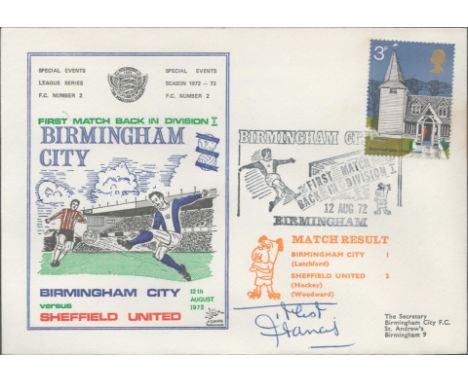 SPECIAL EVENTS
LEAGUE SERIES
F.C. NUMBER 2
SPECIAL EVENTS
SEASON 1972 - 73
F.C. NUMBER 2
FIRST MATCH BACK IN DIVISION I
BIRMINGHAM
CITY
BIRMINGHAM CITY
versus
SHEFFIELD UNITED
12th
AUGUST
1972
3P
BIRMINGHAM
FIRST MATCH
BACK IN DIVISION I
12 AUG 72
BIRMINGHAM
MATCH RESULT
BIRMINGHAM CITY 1
(Latchford)
SHEFFIELD UNITED 2
(Hockey)
(Woodward)
Francis
The Secretary
Birmingham City F.C.
St. Andrew's
Birmingham 9